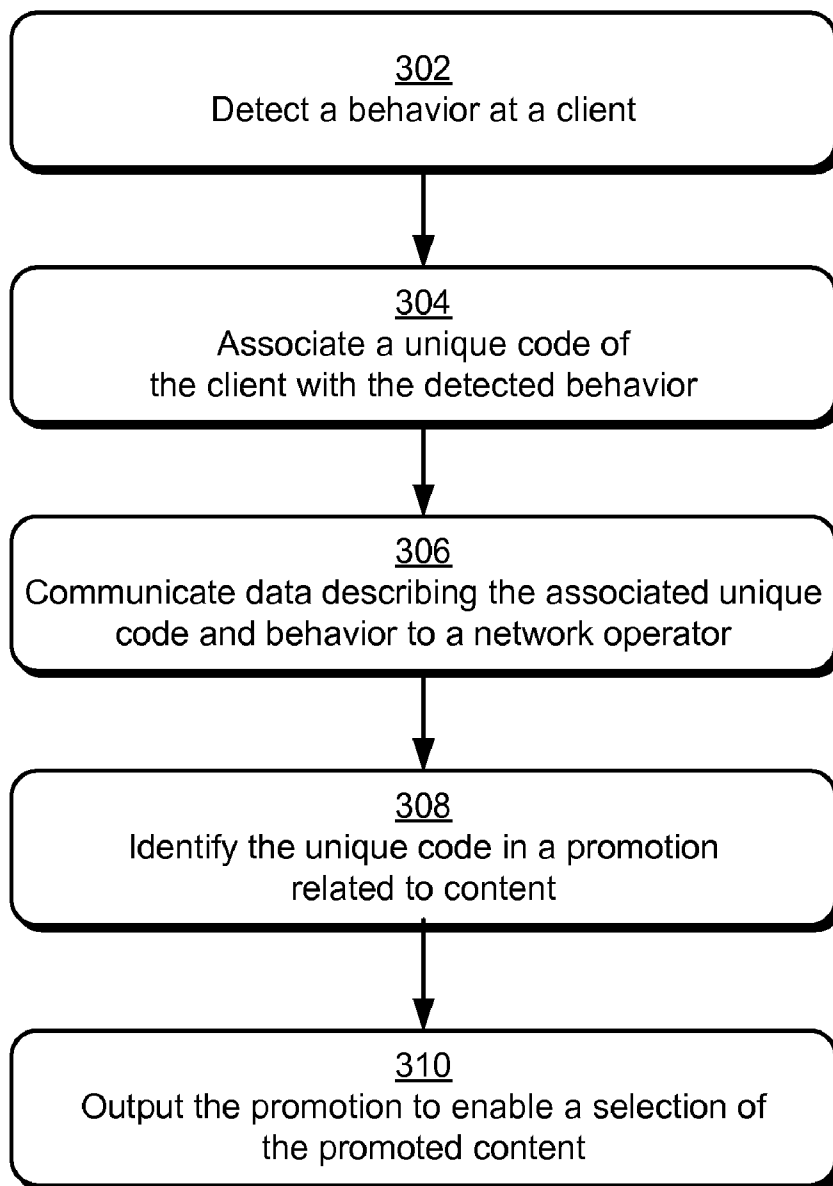 302
Detect a behavior at a client
304
Associate a unique code of
the client with the detected behavior
306
Communicate data describing the associated unique
code and behavior to a network operator
308
Identify the unique code in a promotion
related to content
310
Output the promotion to enable a selection of
the promoted content